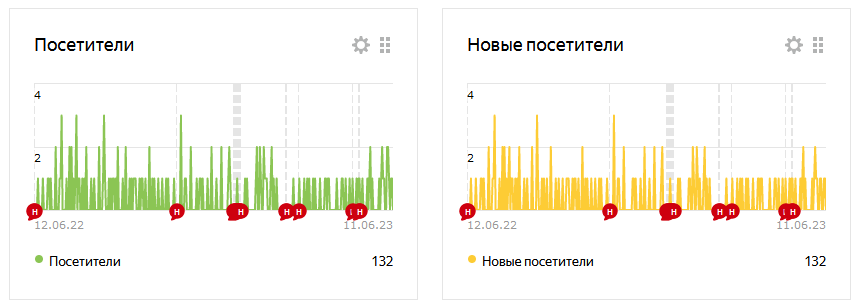 Посетители
4
2
Н Н Н Н Н Н
12.06.22 11.06.23
Посетители 132
Новые посетители
4
2
Н Н Н Н Н Н
12.06.22 11.06.23
Новые посетители 132